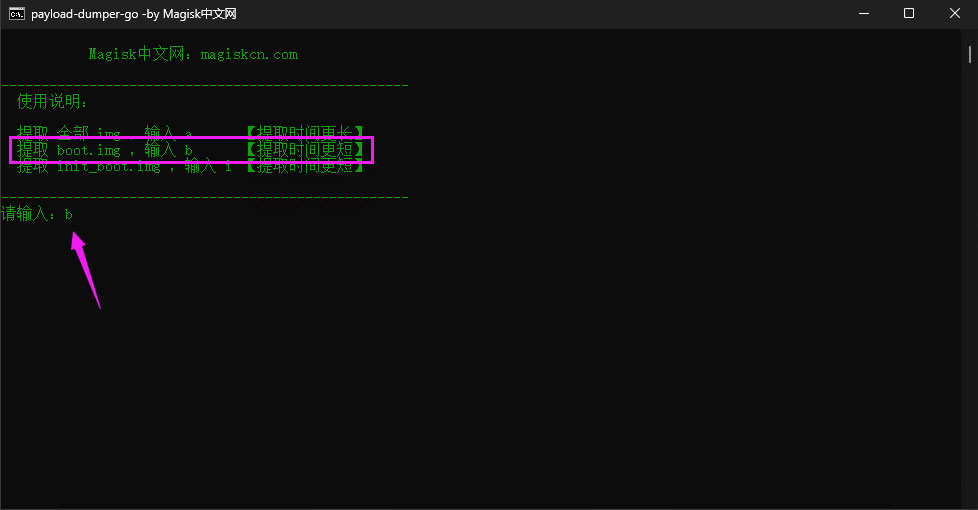 payload-dumper-go -by Magisk中文网
Magisk中文网：magiskcn.com
使用说明：
提取 全部 img ，输入 a 【提取时间更长】
提取 boot.img ，输入 b 【提取时间更短】
提取 init_boot.img ，输入 i 【提取时间更短】
请输入：b